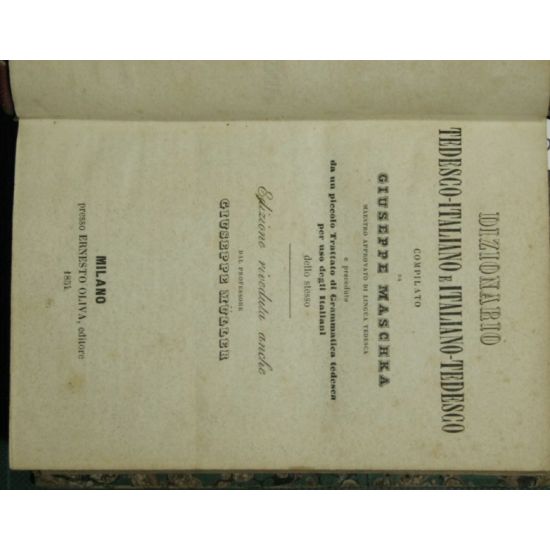 DIZIONARIO
TEDESCO-ITALIANO E ITALIANO-TEDESCO
COMPILATO
DA
GIUSEPPE MASCHKA
MAESTRO APPROVATO DI LINGUA TEDESCA
e preceduto
da un piccolo Trattato di Grammatica tedesca
per uso degli Italiani
dello stesso
Edizione riveduta anche
DAL PROFESSORE
GIUSEPPE MÜLLER
MILANO
presso ERNESTO OLIVA, editore